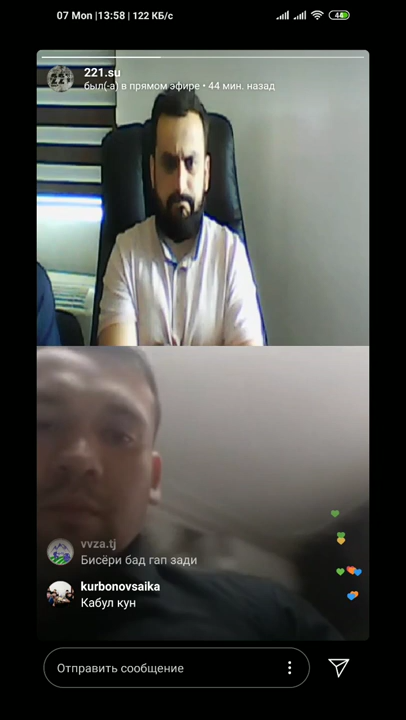 07 Mon |13:58 | 122 КБ/с
44
221.su
был(-а) в прямом эфире • 44 мин. назад
vvza.tj
Бисёри бад гап зади
kurbonovsaika
Кабул кун
Отправить сообщение